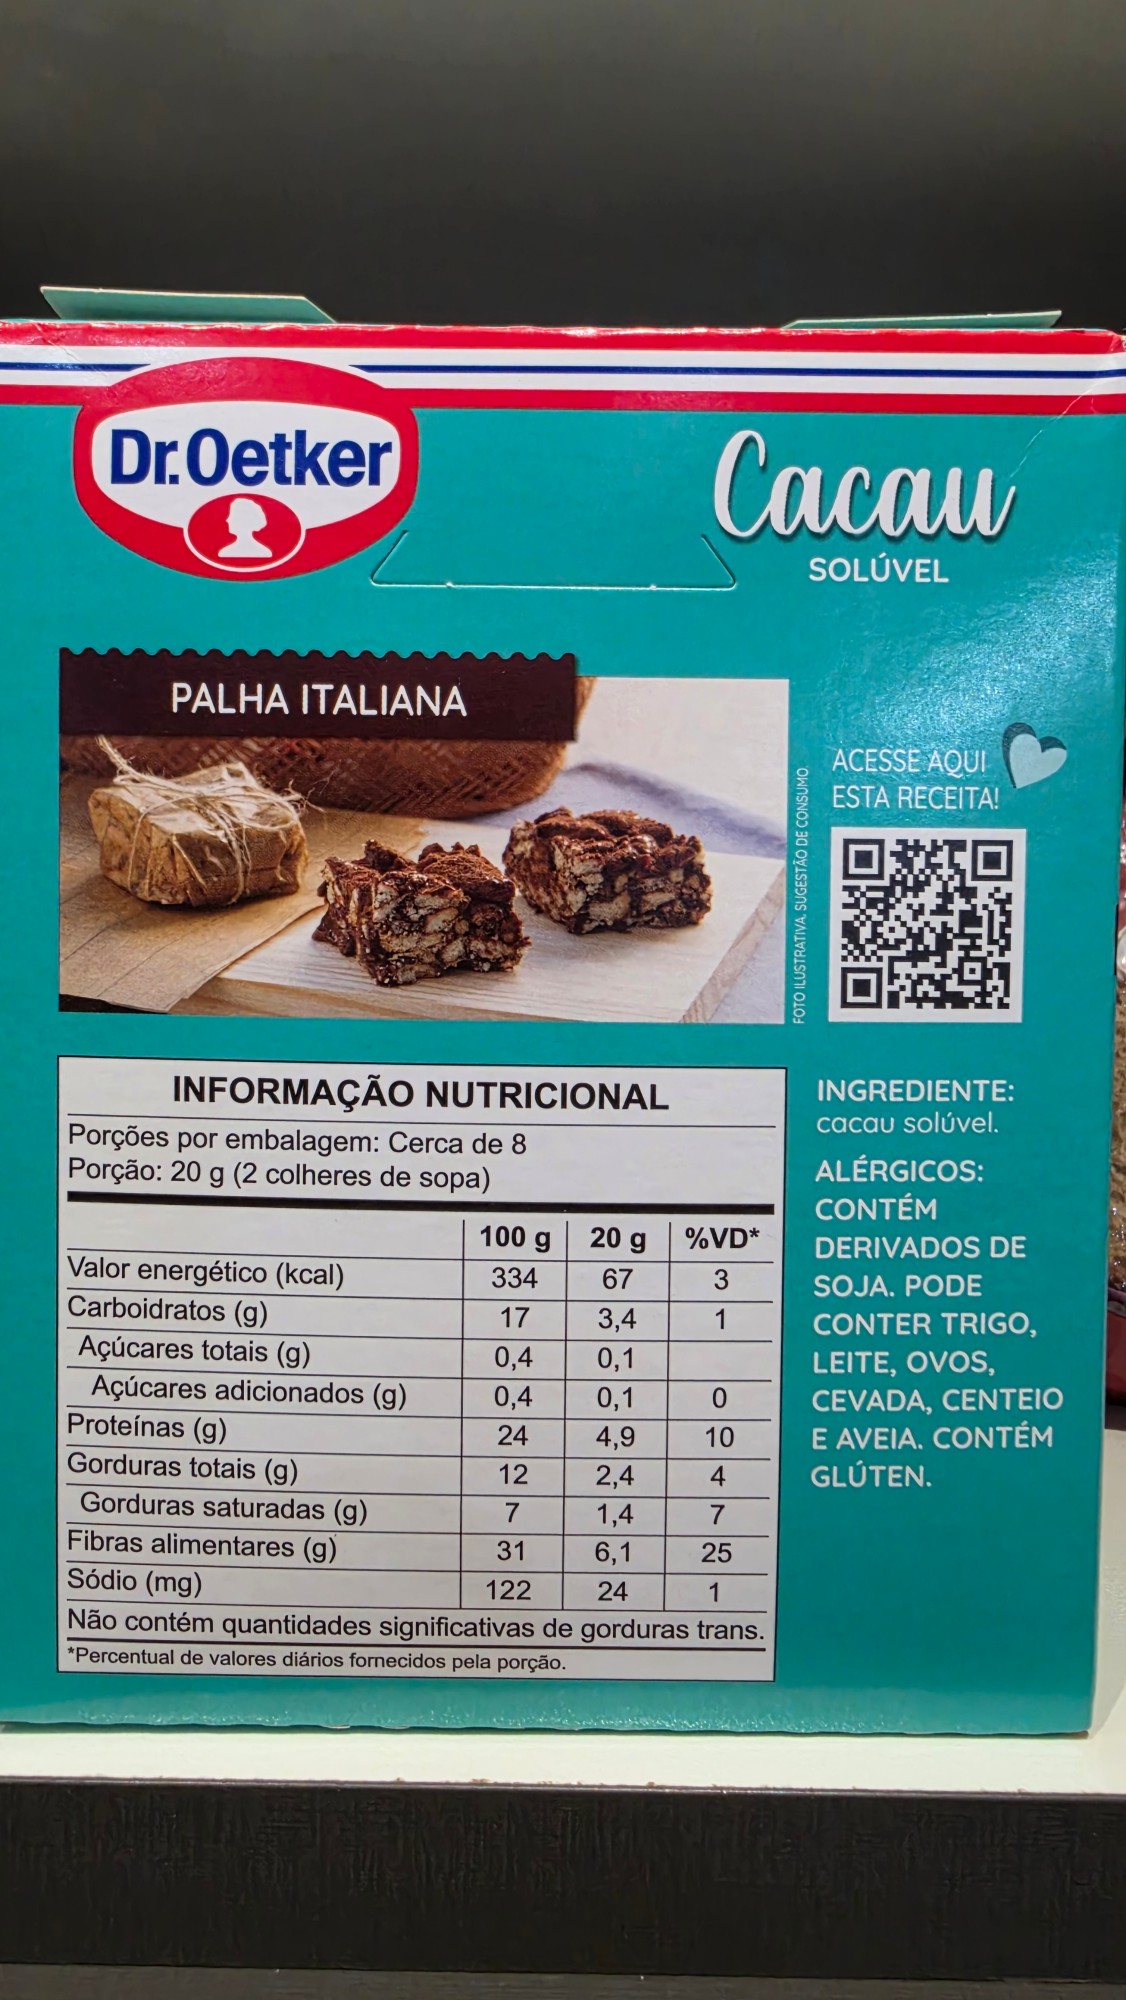 Dr.Oetker
Cacau
SOLÚVEL
PALHA ITALIANA
FOTO ILUSTRATIVA. SUGESTÃO DE CONSUMO.
ACESSE AQUI
ESTA RECEITA!
INFORMAÇÃO NUTRICIONAL
Porções por embalagem: Cerca de 8
Porção: 20 g (2 colheres de sopa)
100 g 20 g %VD*
Valor energético (kcal) 334 67 3
Carboidratos (g) 17 3,4 1
Açúcares totais (g) 0,4 0,1
Açúcares adicionados (g) 0,4 0,1 0
Proteínas (g) 24 4,9 10
Gorduras totais (g) 12 2,4 4
Gorduras saturadas (g) 7 1,4 7
Fibras alimentares (g) 31 6,1 25
Sódio (mg) 122 24 1
Não contém quantidades significativas de gorduras trans.
*Percentual de valores diários fornecidos pela porção.
INGREDIENTE:
cacau solúvel.
ALÉRGICOS:
CONTÉM
DERIVADOS DE
SOJA. PODE
CONTER TRIGO,
LEITE, OVOS,
CEVADA, CENTEIO
E AVEIA. CONTÉM
GLÚTEN.